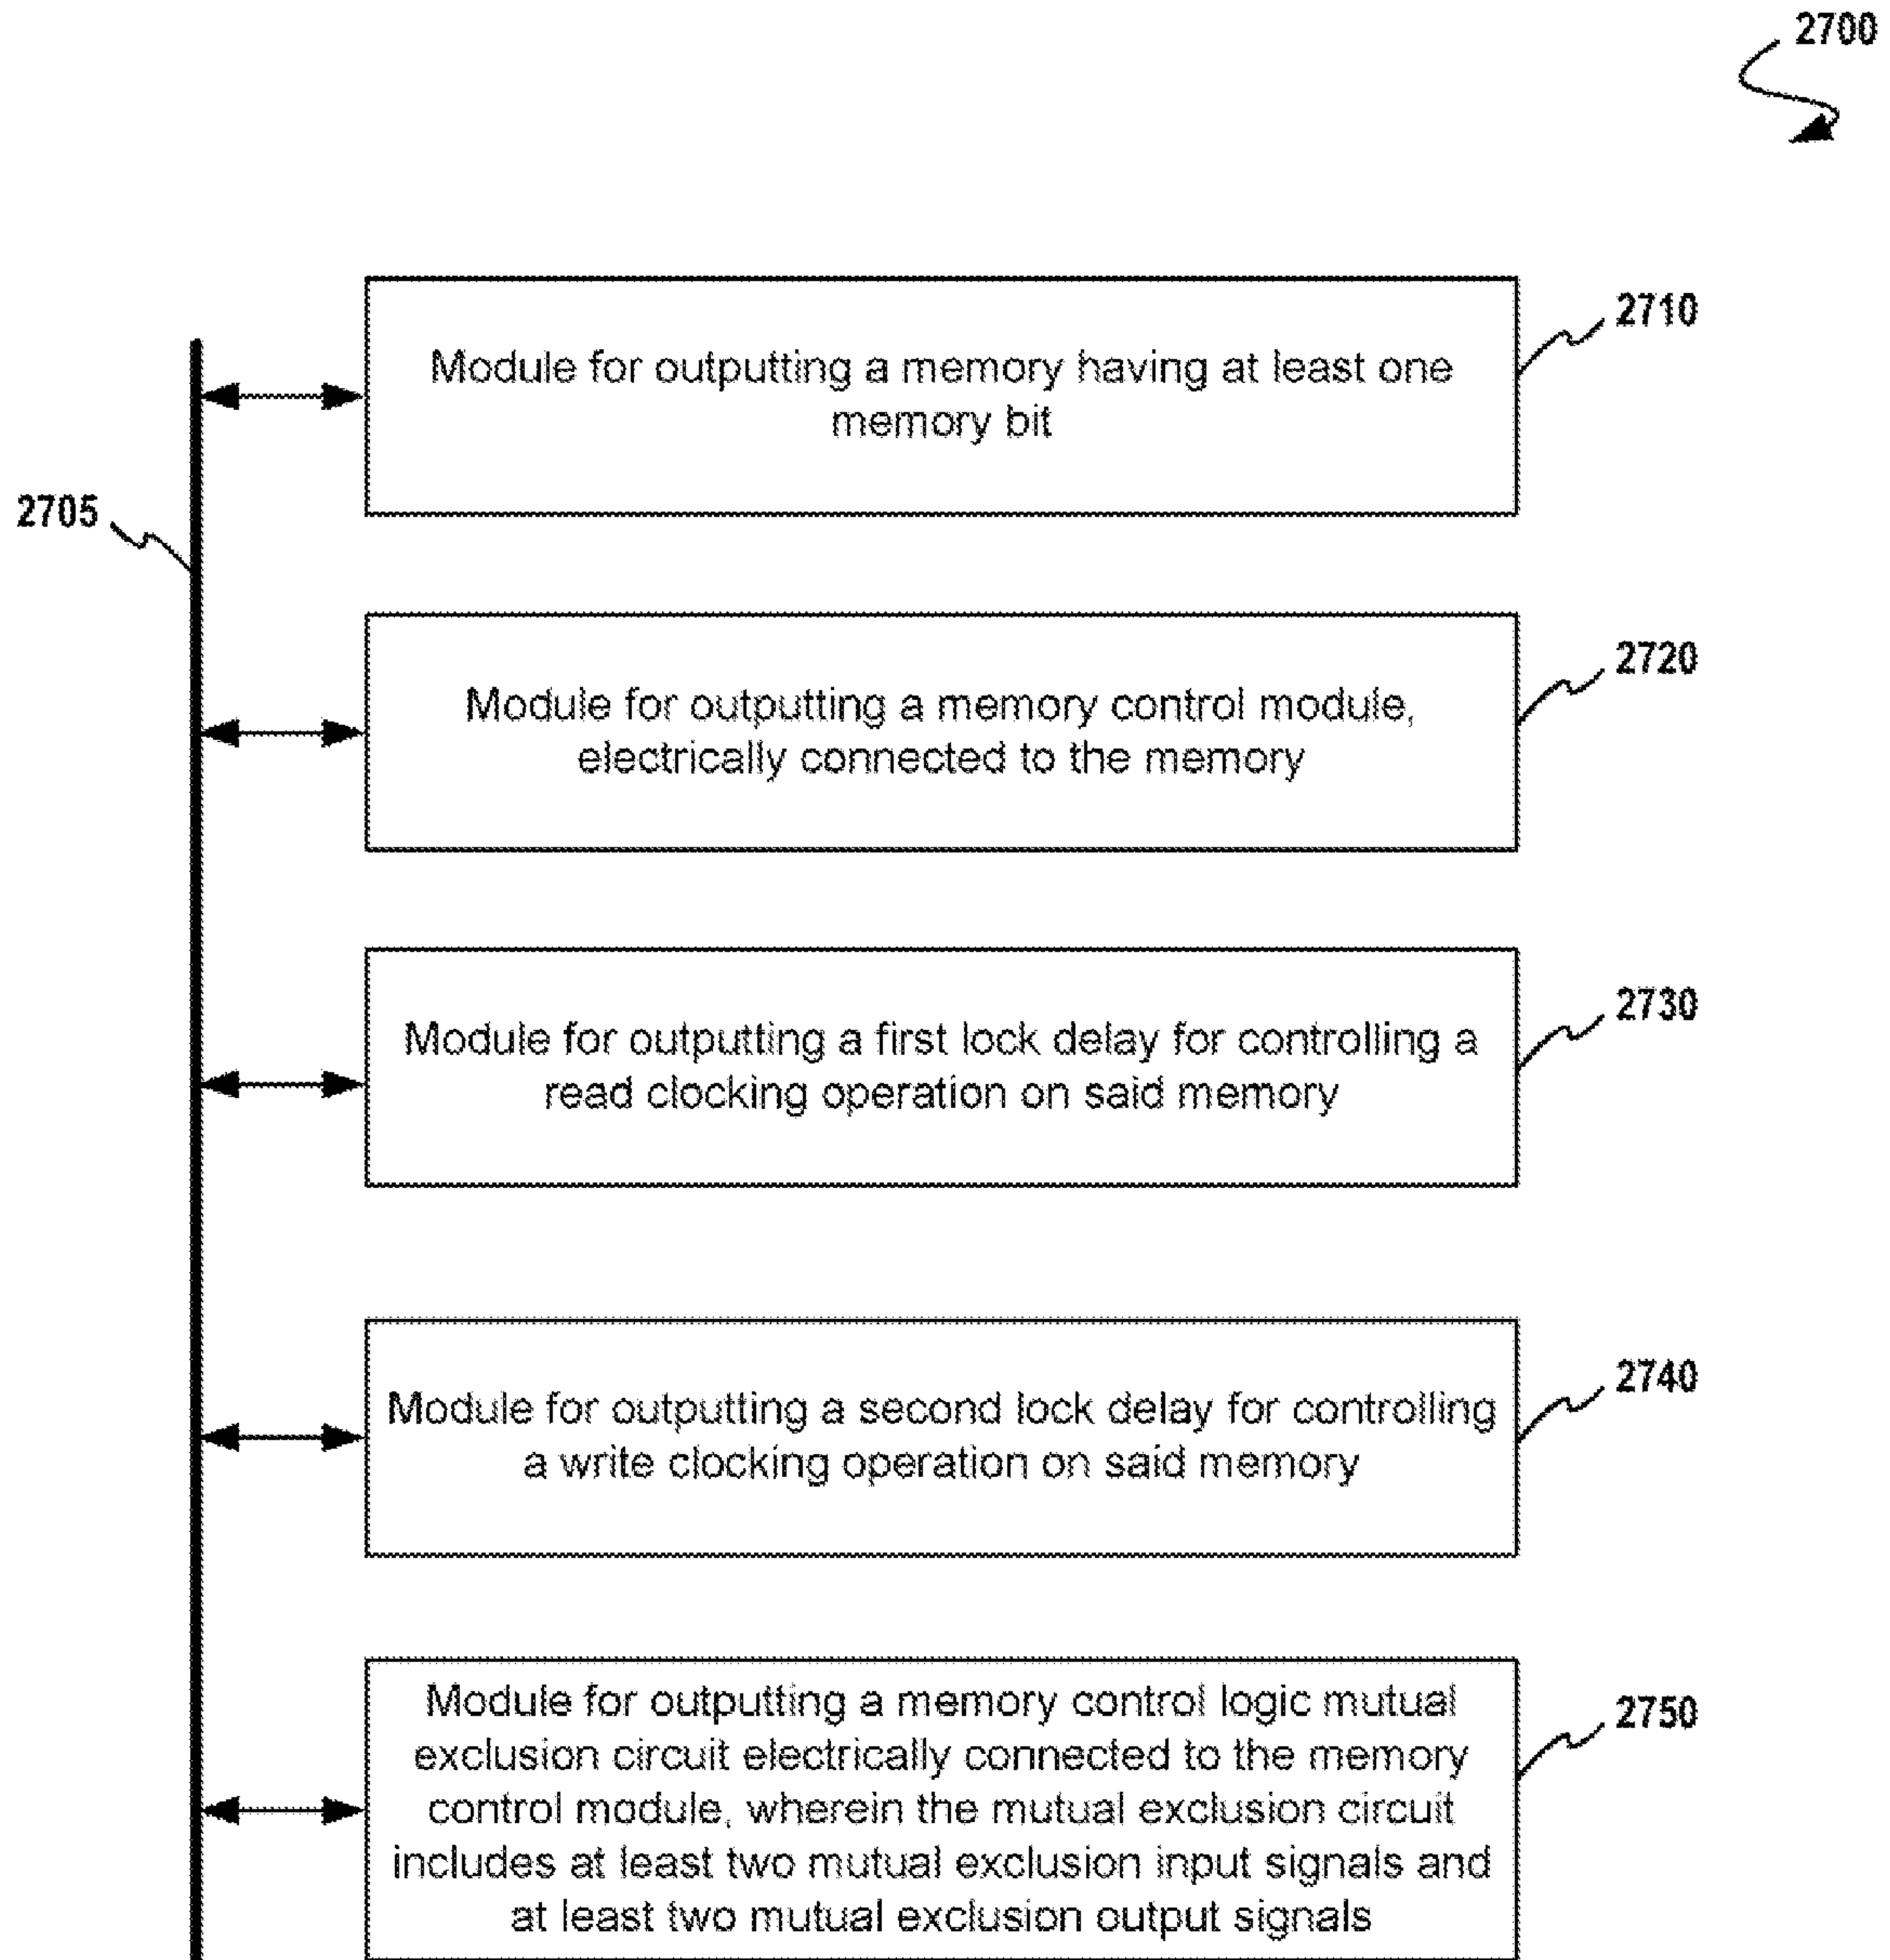 2700
2710
Module for outputting a memory having at least one
memory bit
2705
2720
Module for outputting a memory control module,
electrically connected to the memory
2730
Module for outputting a first lock delay for controlling a
read clocking operation on said memory
2740
Module for outputting a second lock delay for controlling
a write clocking operation on said memory
2750
Module for outputting a memory control logic mutual
exclusion circuit electrically connected to the memory
control module, wherein the mutual exclusion circuit
includes at least two mutual exclusion input signals and
at least two mutual exclusion output signals